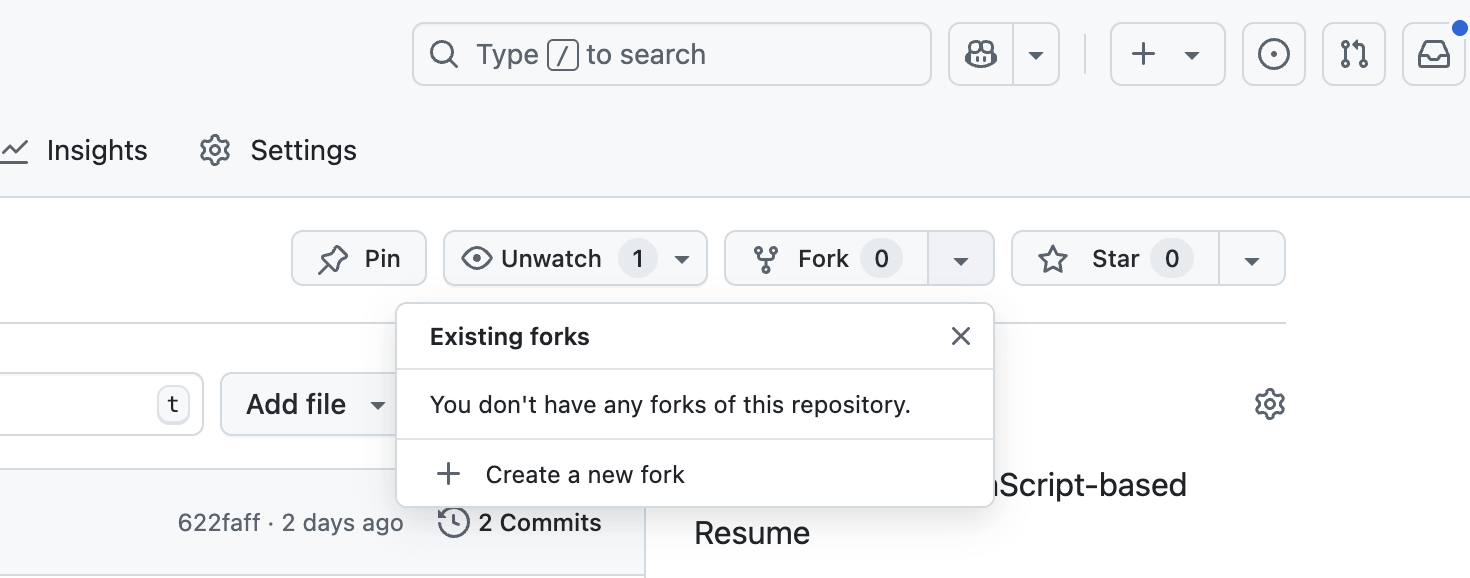 Type / to search
Insights
Settings
Pin
Unwatch 1
Fork 0
Star 0
Existing forks
You don't have any forks of this repository.
Create a new fork
t
Add file
622faff · 2 days ago
2 Commits
Script-based
Resume